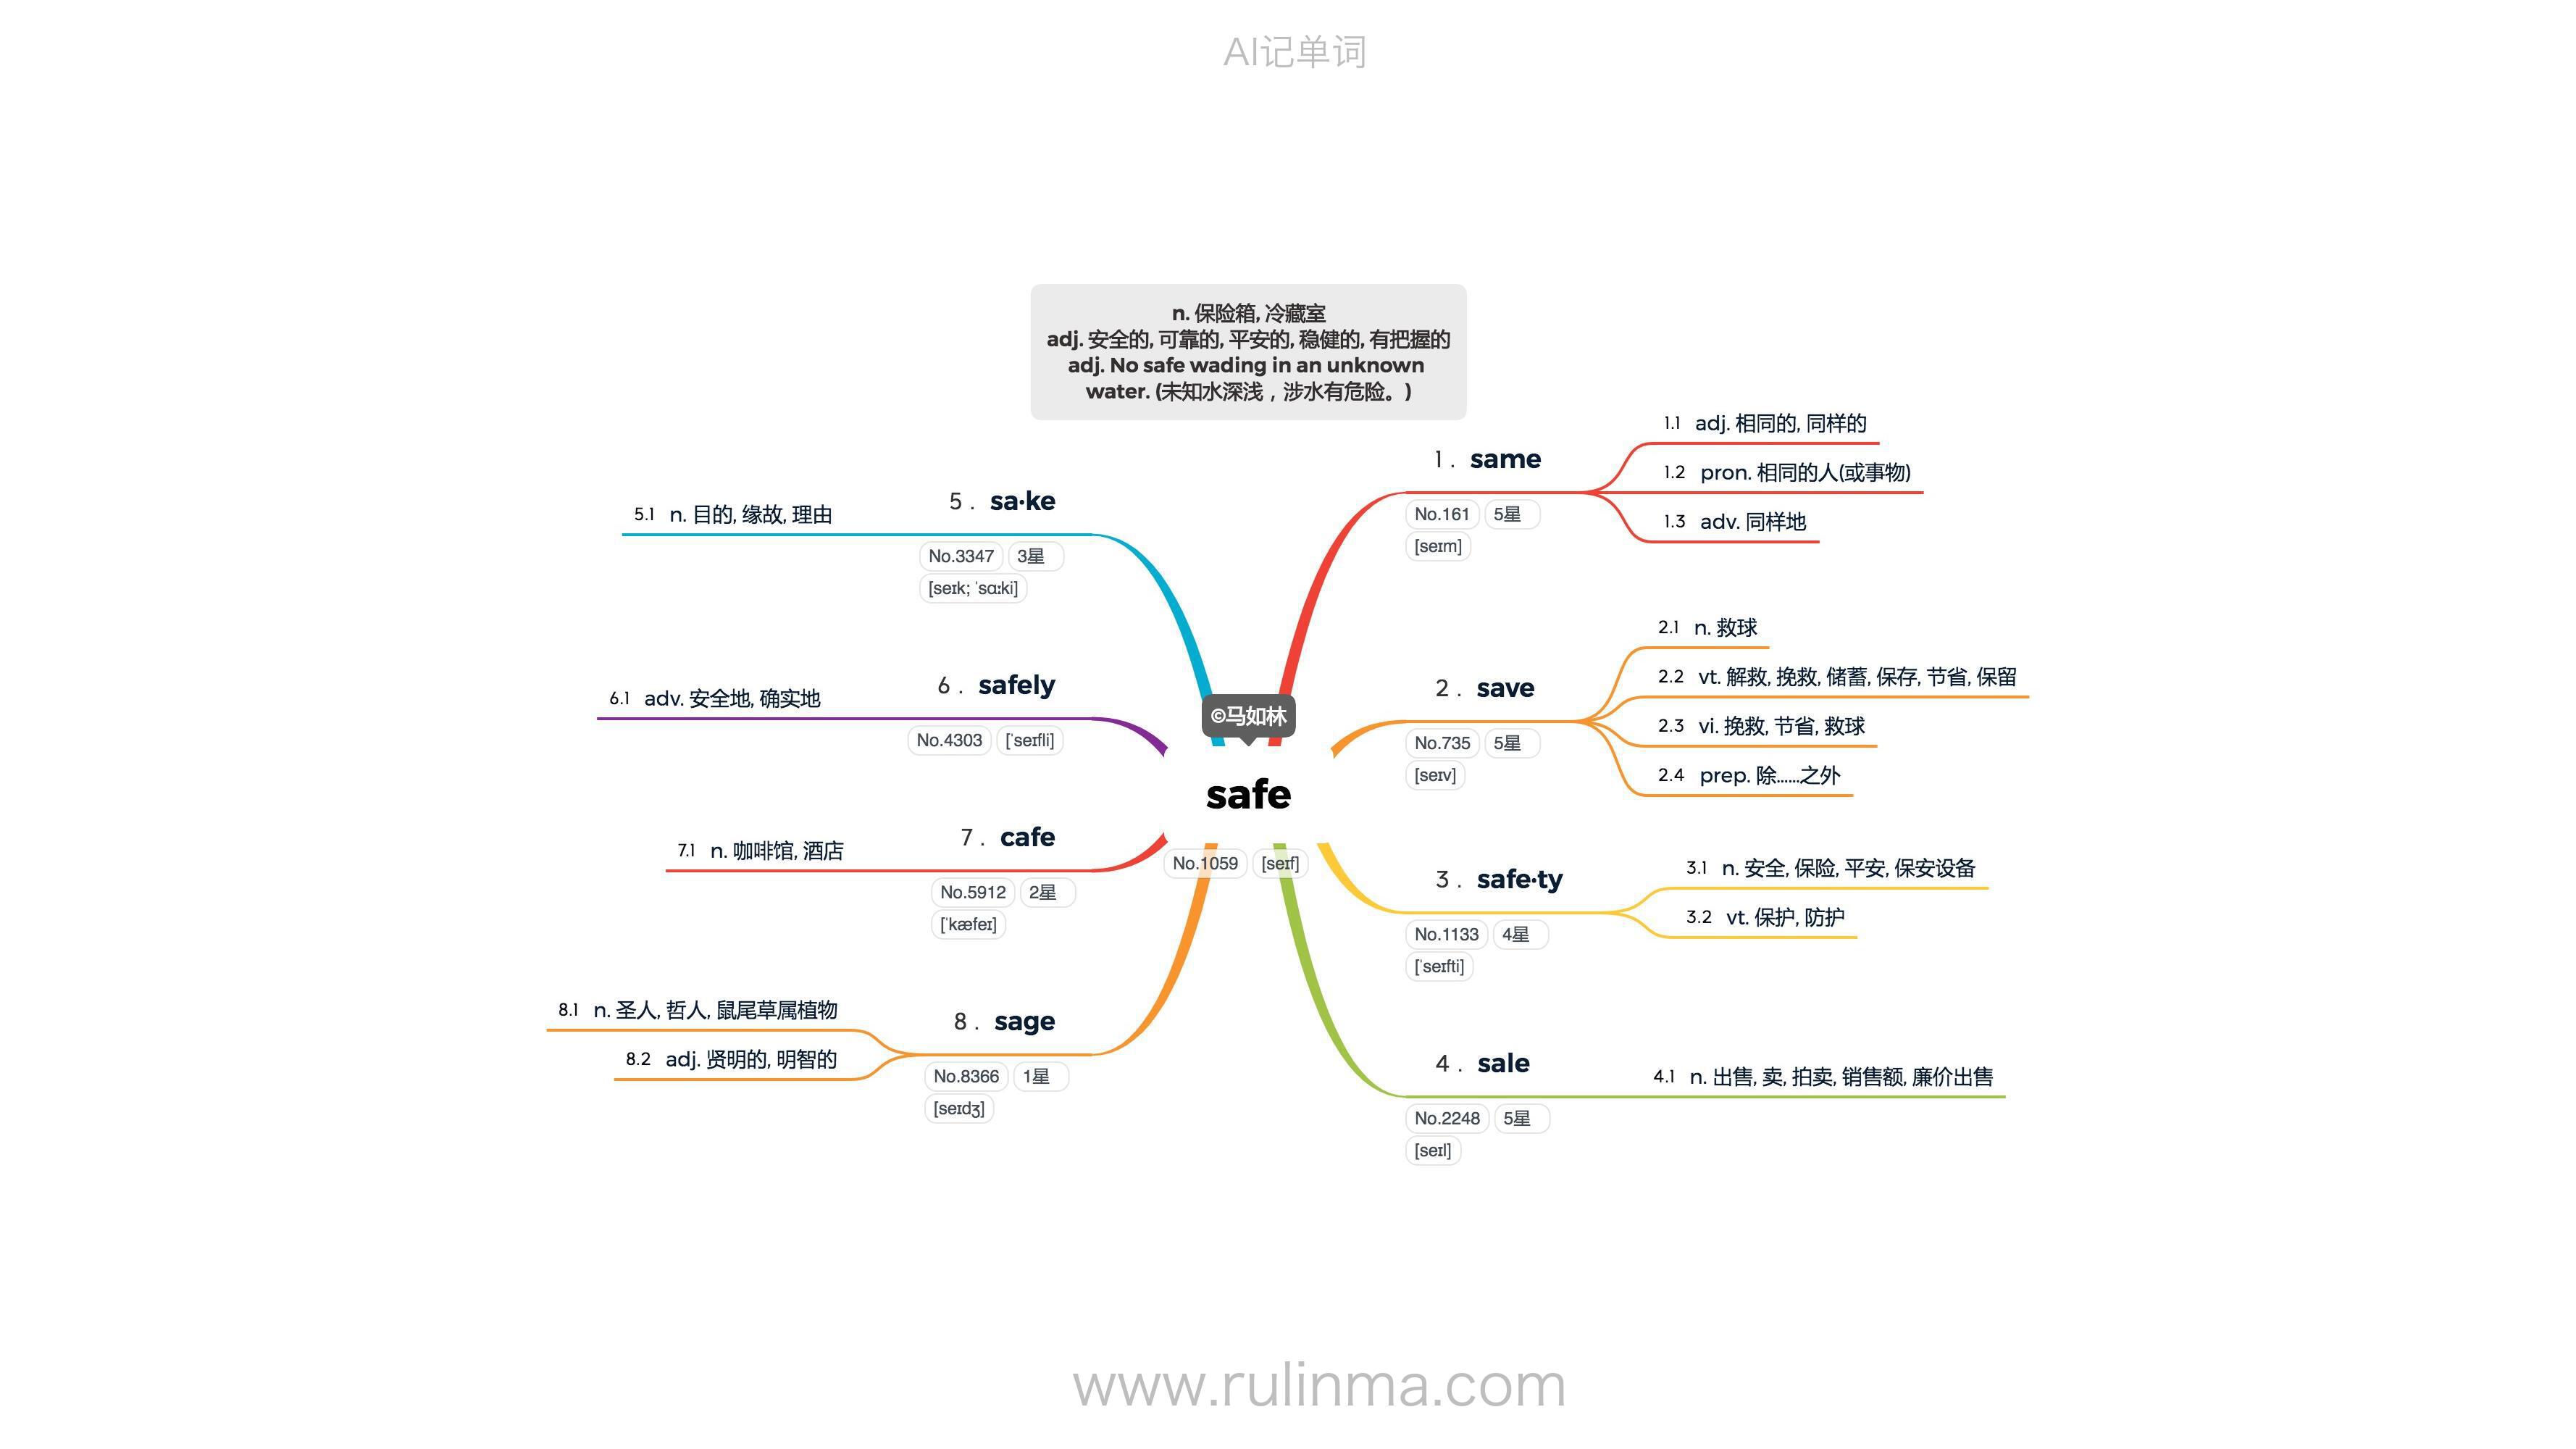 AI记单词
n. 保险箱, 冷藏室
adj. 安全的, 可靠的, 平安的, 稳健的, 有把握的
adj. No safe wading in an unknown
water. (未知水深浅，涉水有危险。)
©马如林
safe
No.1059 [seɪf]
1 . same
No.161 5星
[seɪm]
1.1 adj. 相同的, 同样的
1.2 pron. 相同的人(或事物)
1.3 adv. 同样地
2 . save
No.735 5星
[seɪv]
2.1 n. 救球
2.2 vt. 解救, 挽救, 储蓄, 保存, 节省, 保留
2.3 vi. 挽救, 节省, 救球
2.4 prep. 除......之外
3 . safe·ty
No.1133 4星
[ˈseɪfti]
3.1 n. 安全, 保险, 平安, 保安设备
3.2 vt. 保护, 防护
4 . sale
No.2248 5星
[seɪl]
4.1 n. 出售, 卖, 拍卖, 销售额, 廉价出售
5 . sa·ke
No.3347 3星
[seɪk; ˈsɑːki]
5.1 n. 目的, 缘故, 理由
6 . safely
No.4303 [ˈseɪfli]
6.1 adv. 安全地, 确实地
7 . cafe
No.5912 2星
[ˈkæfeɪ]
7.1 n. 咖啡馆, 酒店
8 . sage
No.8366 1星
[seɪdʒ]
8.1 n. 圣人, 哲人, 鼠尾草属植物
8.2 adj. 贤明的, 明智的
www.rulinma.com